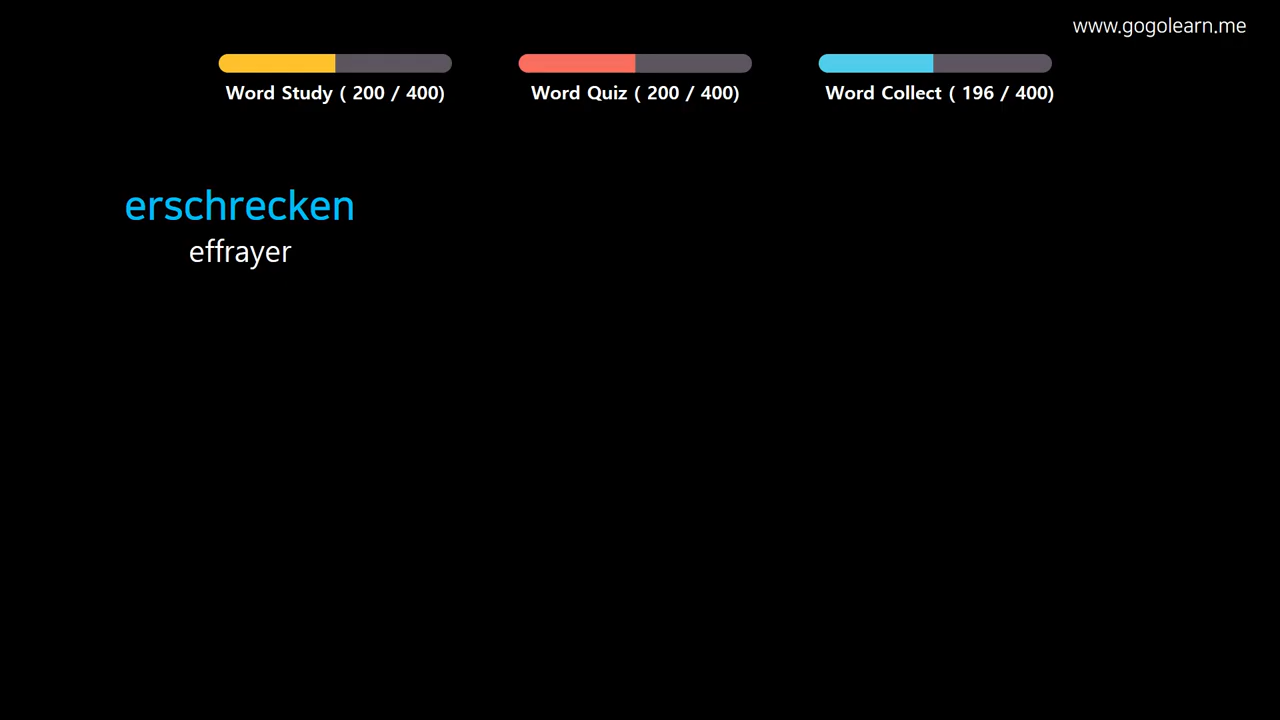 www.gogolearn.me
Word Study ( 200 / 400)
Word Quiz ( 200 / 400)
Word Collect ( 196 / 400)
erschrecken
effrayer